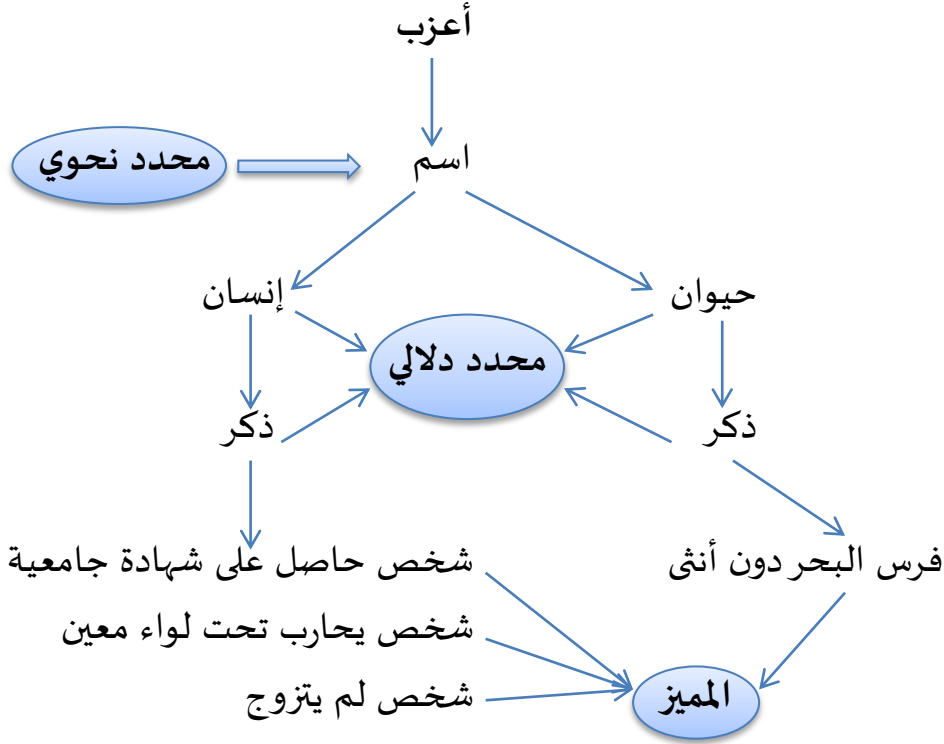 أعزب
اسم
محدد نحوي
حيوان
إنسان
محدد دلالي
ذكر
ذكر
فرس البحر دون أنثى
شخص حاصل على شهادة جامعية
شخص يحارب تحت لواء معين
شخص لم يتزوج
المميز